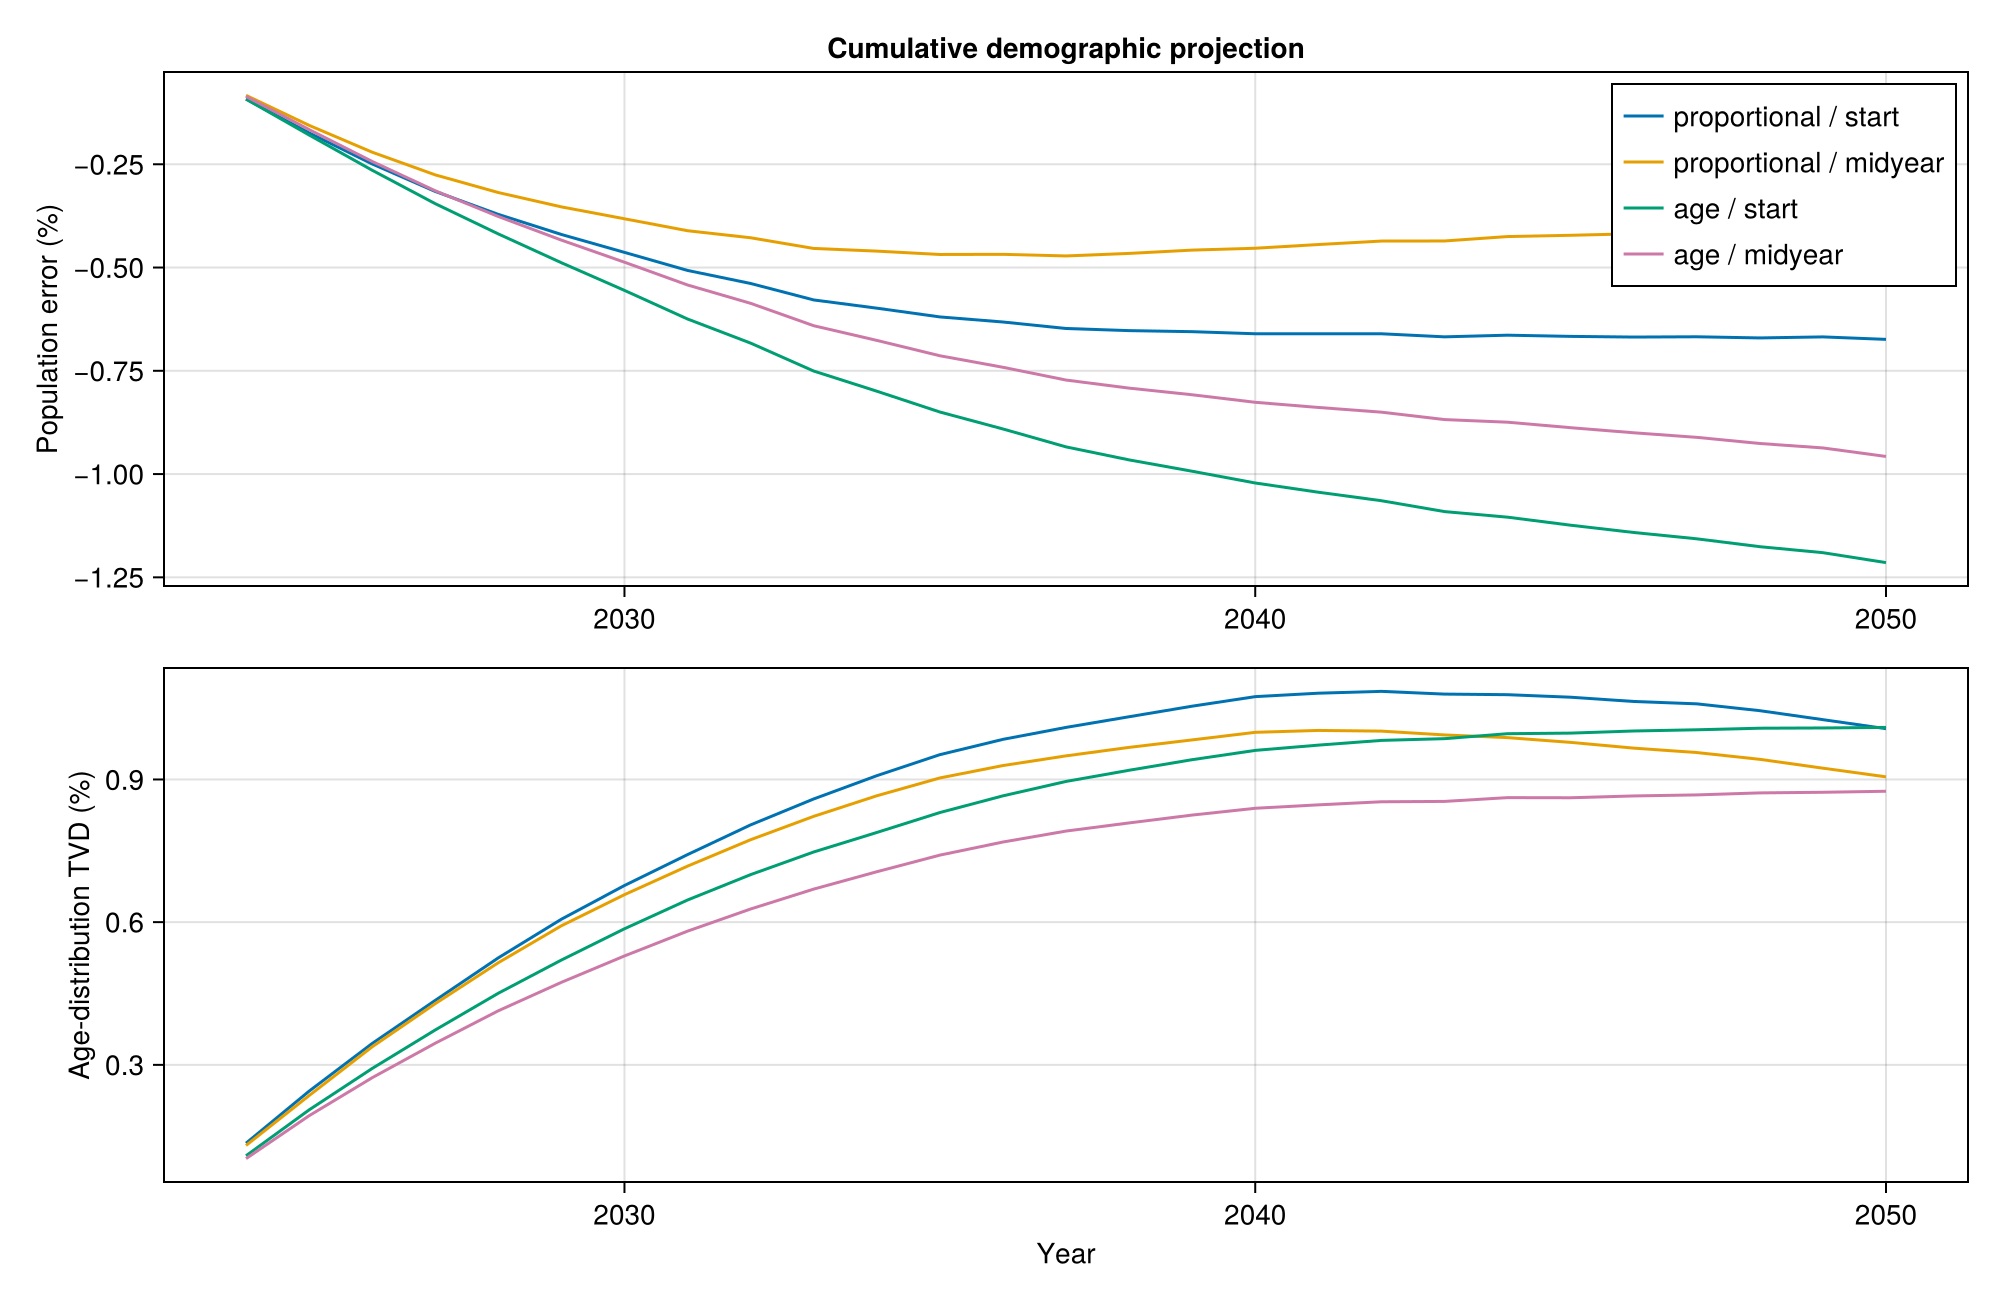 Cumulative demographic projection
proportional / start
proportional / midyear
age / start
age / midyear
Population error (%)
−0.25
−0.50
−0.75
−1.00
−1.25
2030 2040 2050
Age-distribution TVD (%)
0.9
0.6
0.3
2030 2040 2050
Year